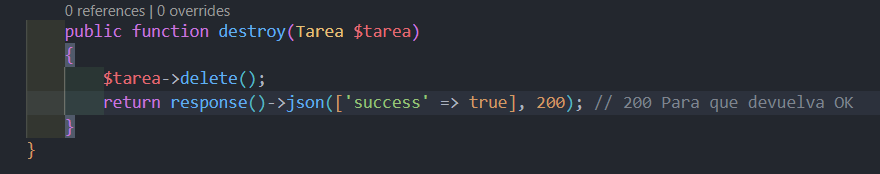 0 references | 0 overrides
public function destroy(Tarea $tarea)
{
$tarea->delete();
return response()->json(['success' => true], 200); // 200 Para que devuelva OK
}
}